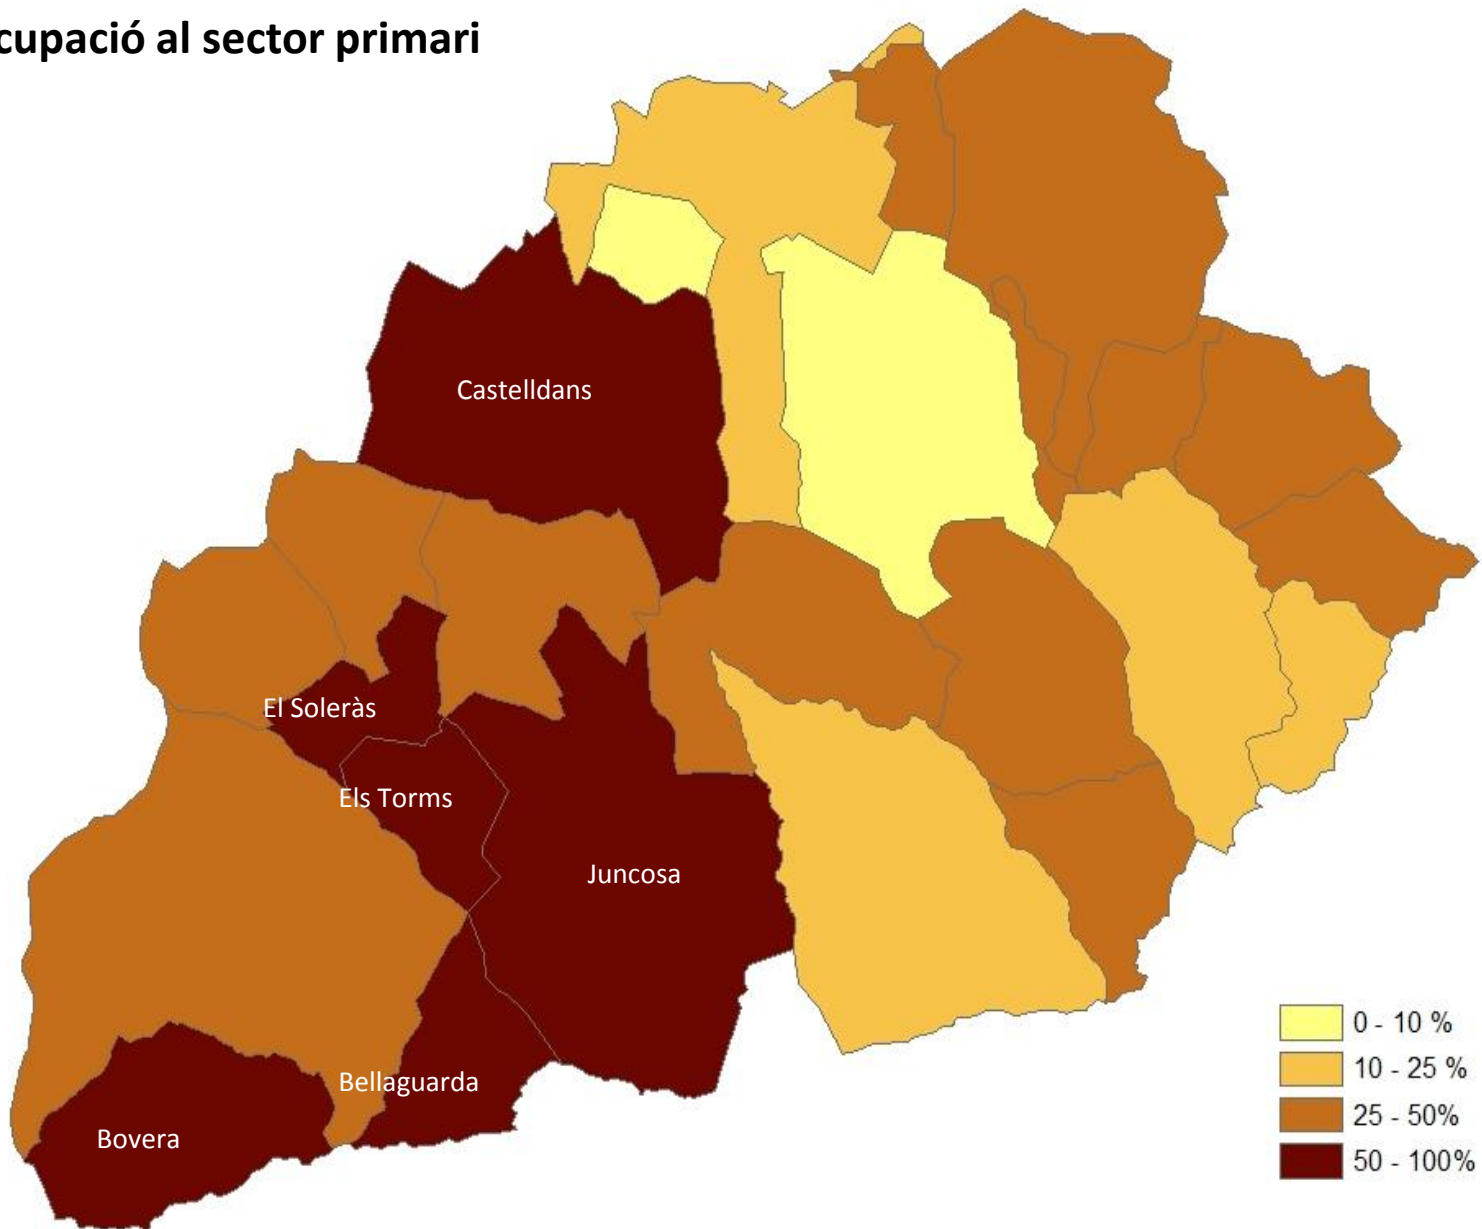 cupació al sector primari
Castelldans
El Soleràs
Els Torms
Juncosa
Bellaguarda
Bovera
0 - 10 %
10 - 25 %
25 - 50%
50 - 100%